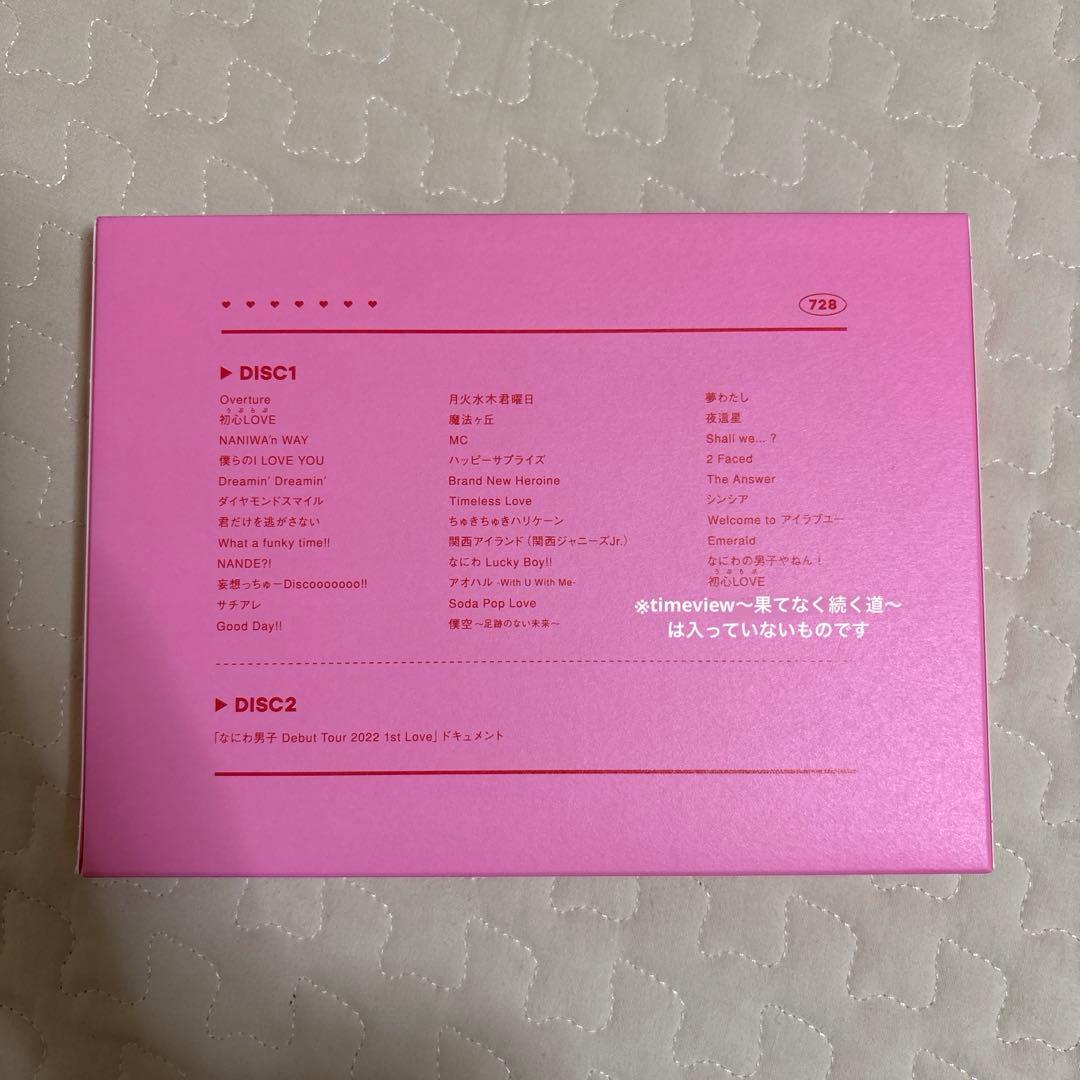 728
DISC1
Overture
うぶらぶ
初心LOVE
NANIWA'n WAY
僕らのI LOVE YOU
Dreamin' Dreamin'
ダイヤモンドスマイル
君だけを逃がさない
What a funky time!!
NANDE?!
妄想っちゅーDiscooooooo!!
サチアレ
Good Day!!
月火水木君曜日
魔法ヶ丘
MC
ハッピーサプライズ
Brand New Heroine
Timeless Love
ちゅきちゅきハリケーン
関西アイランド（関西ジャニーズJr.）
なにわ Lucky Boy!!
アオハル -With U With Me-
Soda Pop Love
僕空～足跡のない未来～
夢わたし
夜這星
Shall we... ?
2 Faced
The Answer
シンシア
Welcome to アイラブユー
Emerald
なにわの男子やねん！
うぶらぶ
初心LOVE
※timeview〜果てなく続く道〜
は入っていないものです
DISC2
「なにわ男子 Debut Tour 2022 1st Love」ドキュメント